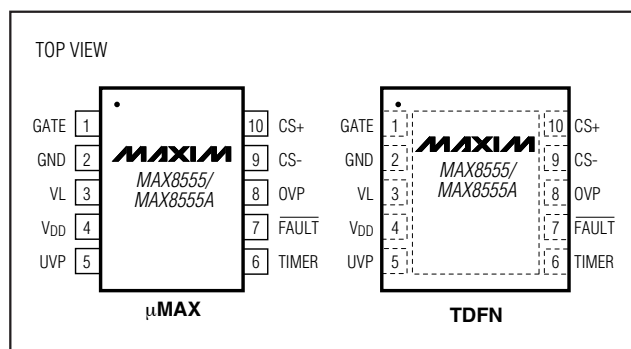 TOP VIEW
GATE 1
GND 2
VL 3
VDD 4
UVP 5
MAXIM
MAX8555/
MAX8555A
10 CS+
9 CS-
8 OVP
7 FAULT
6 TIMER
μMAX
GATE 1
GND 2
VL 3
VDD 4
UVP 5
MAXIM
MAX8555/
MAX8555A
10 CS+
9 CS-
8 OVP
7 FAULT
6 TIMER
TDFN